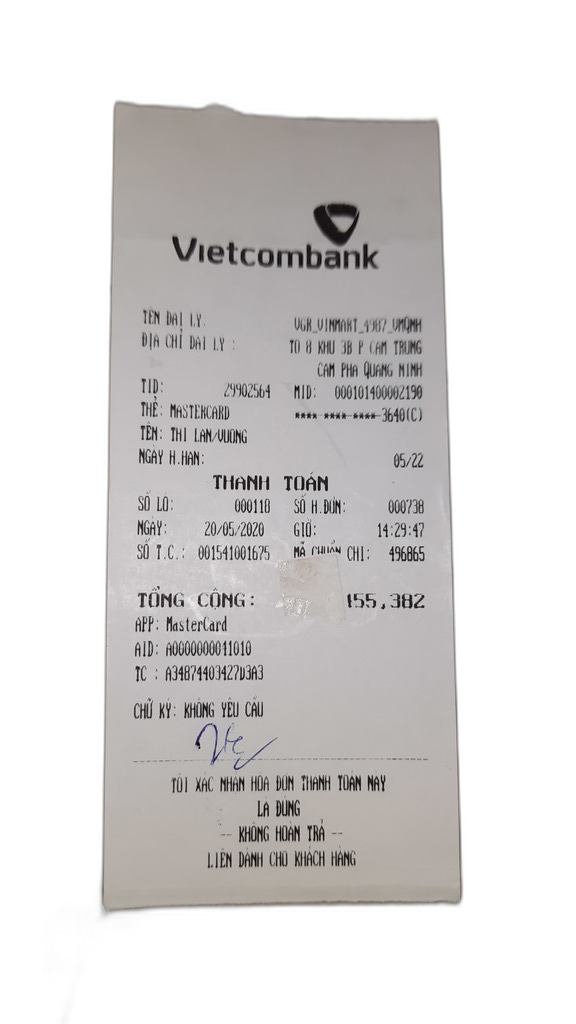 Vietcombank
TÊN ĐẠI LÝ: VGR_VINMART_4987_VMQNH
ĐỊA CHỈ ĐẠI LÝ : TO 8 KHU 3B P CAM TRUNG
CAM PHA QUANG NINH
TID: 29902564 MID: 000101400002190
THẺ: MASTERCARD **** **** **** 3640(C)
TÊN: THI LAN/VUONG
NGÀY H.HẠN: 05/22
THANH TOÁN
SỐ LÔ: 000118 SỐ H.ĐƠN: 000738
NGÀY: 20/05/2020 GIỜ: 14:29:47
SỐ T.C.: 001541001675 MÃ CHUẨN CHI: 496865
TỔNG CỘNG: 155,382
APP: MasterCard
AID: A0000000041010
TC : A34874403427D3A3
CHỮ KÝ: KHÔNG YÊU CẦU
TÔI XÁC NHẬN HÓA ĐƠN THANH TOÁN NÀY
LÀ ĐÚNG
-- KHÔNG HOÀN TRẢ --
LIÊN DÀNH CHO KHÁCH HÀNG